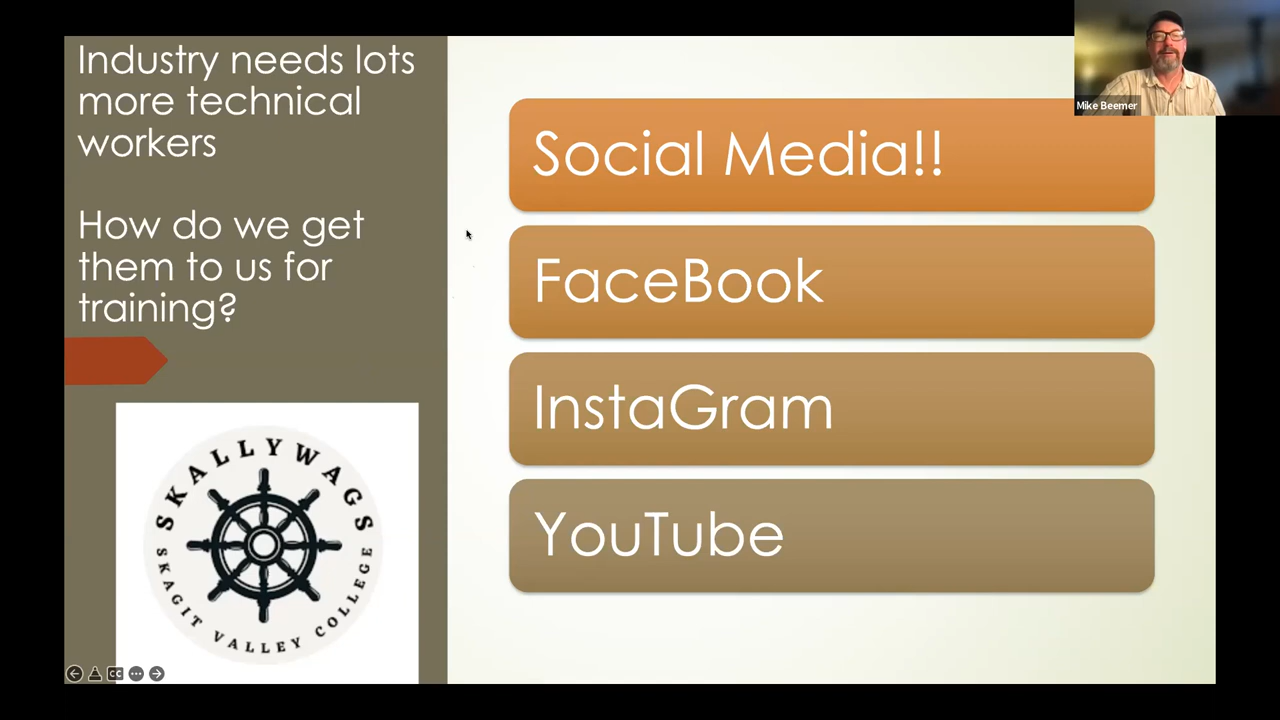 Industry needs lots
more technical
workers
How do we get
them to us for
training?
SKALLYWAGS
SKAGIT VALLEY COLLEGE
Social Media!!
FaceBook
InstaGram
YouTube
Mike Beemer
CC